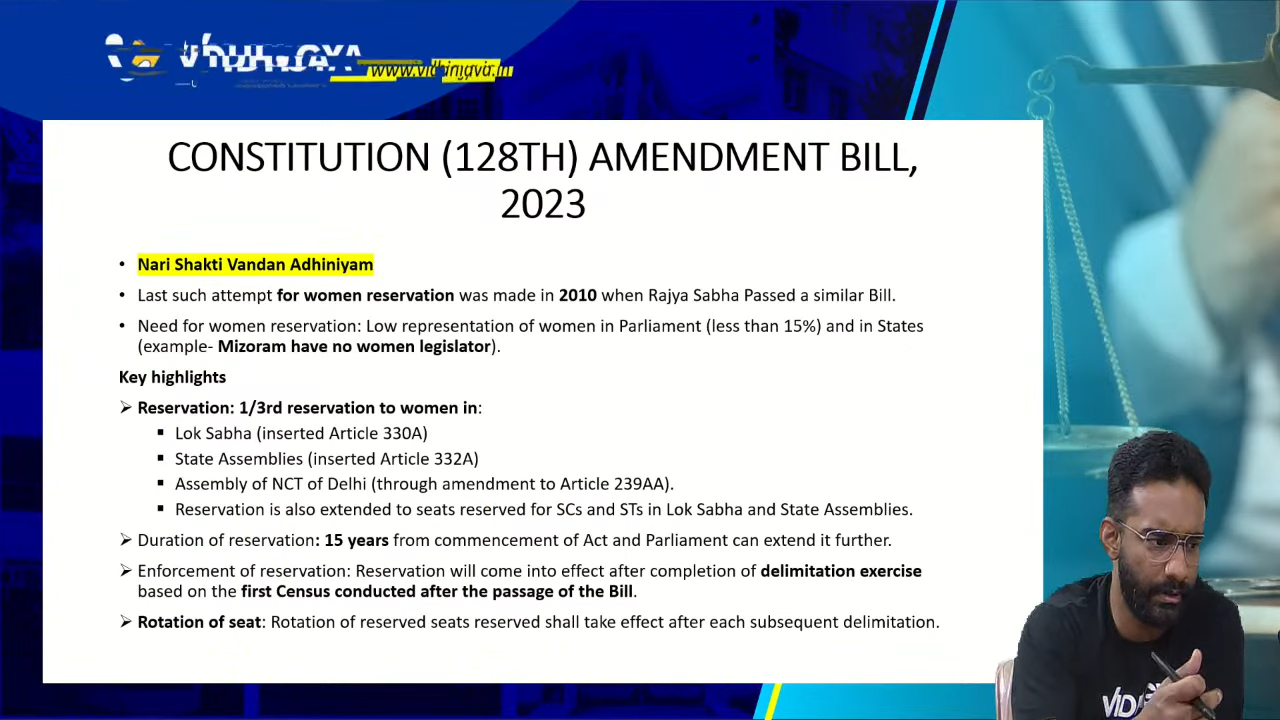 www.vidhigya.in
CONSTITUTION (128TH) AMENDMENT BILL,
2023
• Nari Shakti Vandan Adhiniyam
• Last such attempt for women reservation was made in 2010 when Rajya Sabha Passed a similar Bill.
• Need for women reservation: Low representation of women in Parliament (less than 15%) and in States
(example- Mizoram have no women legislator).
Key highlights
➢ Reservation: 1/3rd reservation to women in:
▪ Lok Sabha (inserted Article 330A)
▪ State Assemblies (inserted Article 332A)
▪ Assembly of NCT of Delhi (through amendment to Article 239AA).
▪ Reservation is also extended to seats reserved for SCs and STs in Lok Sabha and State Assemblies.
➢ Duration of reservation: 15 years from commencement of Act and Parliament can extend it further.
➢ Enforcement of reservation: Reservation will come into effect after completion of delimitation exercise
based on the first Census conducted after the passage of the Bill.
➢ Rotation of seat: Rotation of reserved seats reserved shall take effect after each subsequent delimitation.